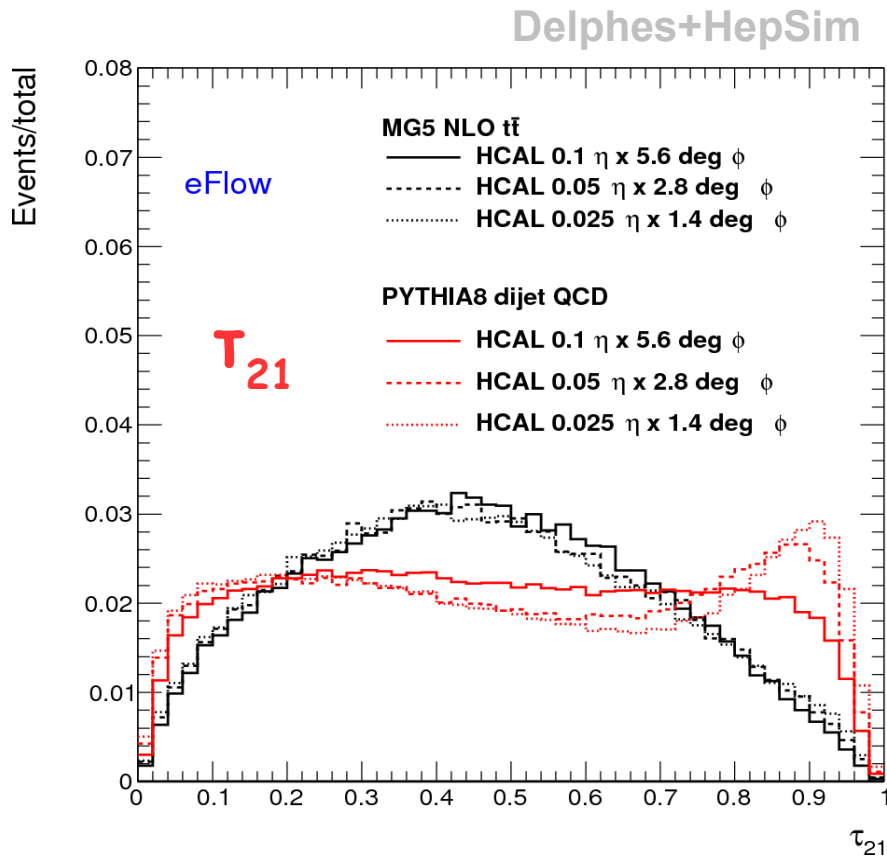 Delphes+HepSim
Events/total
0.08
0.07
0.06
0.05
0.04
0.03
0.02
0.01
0
MG5 NLO tt̄
HCAL 0.1 η x 5.6 deg ϕ
HCAL 0.05 η x 2.8 deg ϕ
HCAL 0.025 η x 1.4 deg ϕ
eFlow
PYTHIA8 dijet QCD
HCAL 0.1 η x 5.6 deg ϕ
HCAL 0.05 η x 2.8 deg ϕ
HCAL 0.025 η x 1.4 deg ϕ
τ21
0 0.1 0.2 0.3 0.4 0.5 0.6 0.7 0.8 0.9 1
τ21